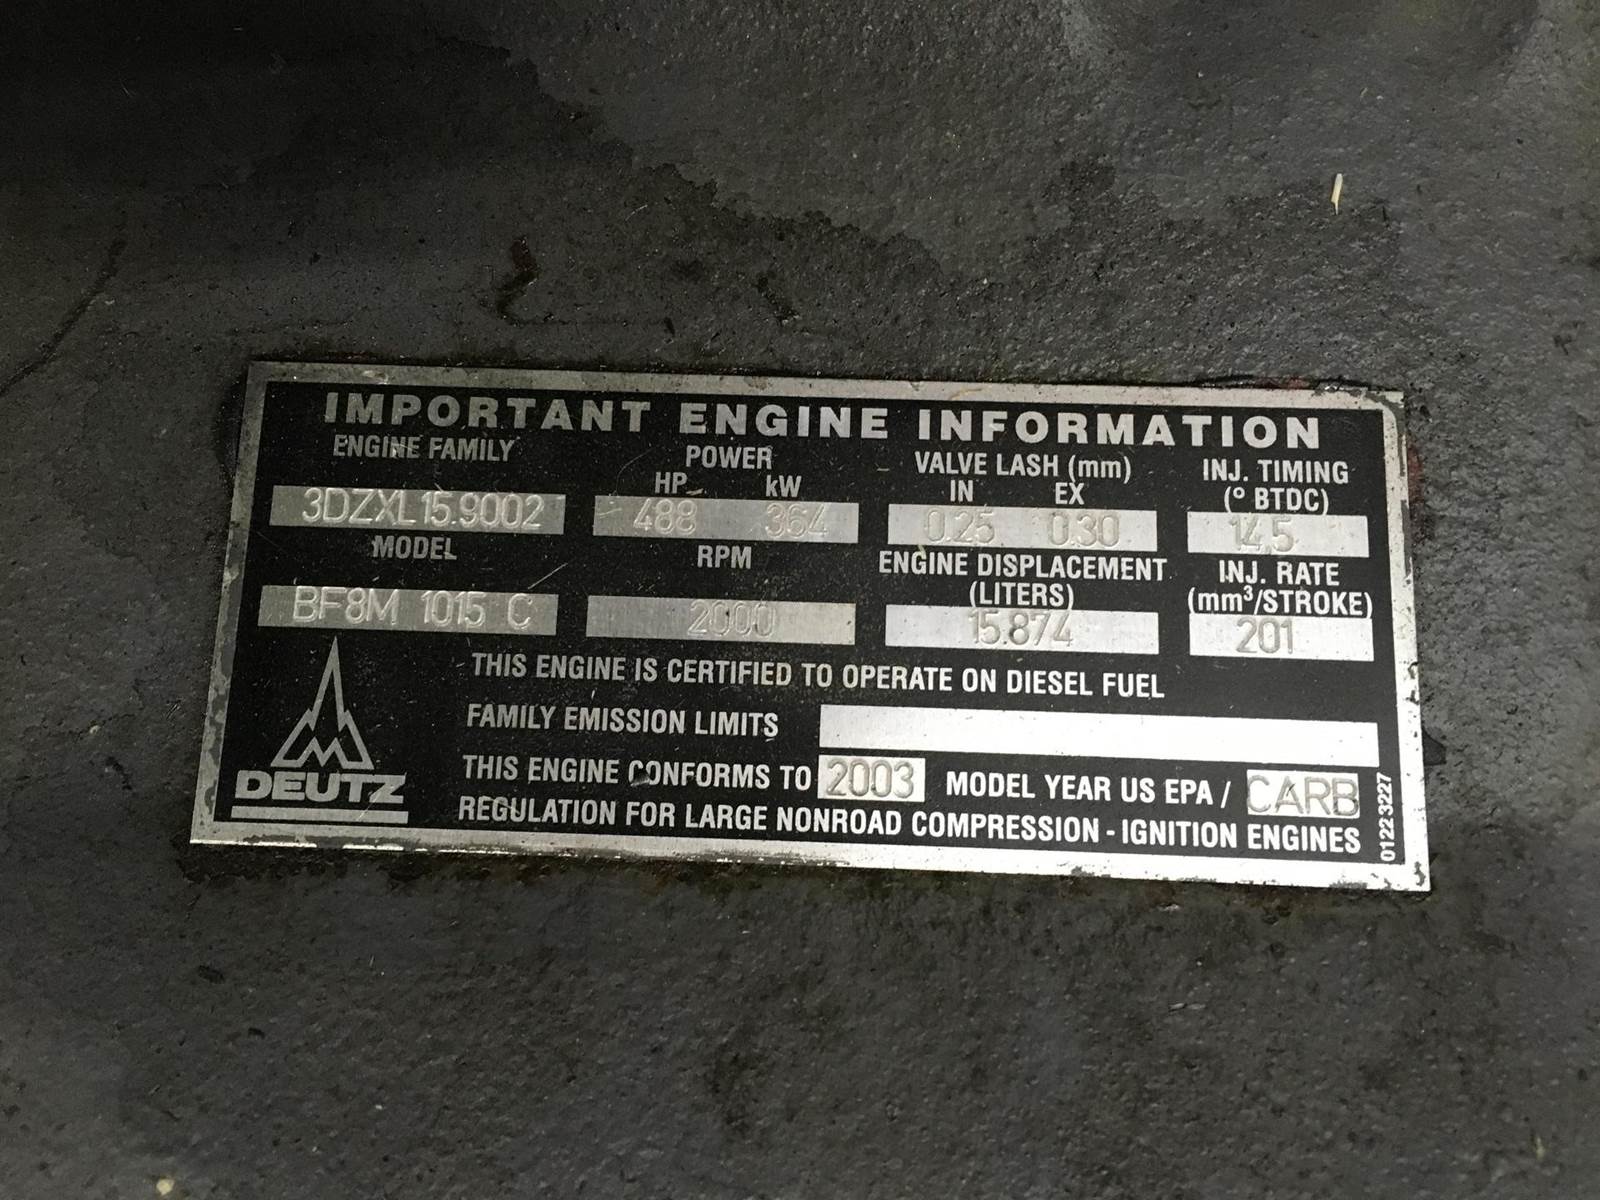 IMPORTANT ENGINE INFORMATION
ENGINE FAMILY POWER VALVE LASH (mm) INJ. TIMING
HP kW IN EX (° BTDC)
3DZXL15.9002 488 364 0.25 0.30 14,5
MODEL RPM ENGINE DISPLACEMENT INJ. RATE
(LITERS) (mm³/STROKE)
BF8M 1015 C 2000 15.874 201
THIS ENGINE IS CERTIFIED TO OPERATE ON DIESEL FUEL
FAMILY EMISSION LIMITS
THIS ENGINE CONFORMS TO 2003 MODEL YEAR US EPA / CARB
REGULATION FOR LARGE NONROAD COMPRESSION - IGNITION ENGINES
DEUTZ
0122 3227